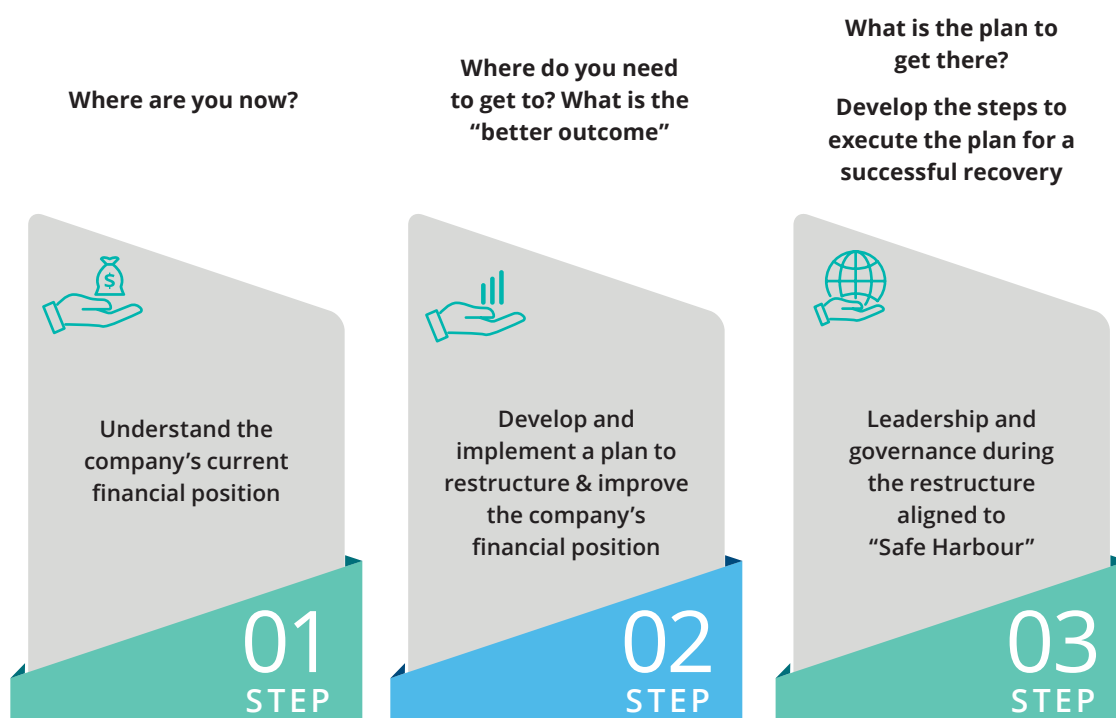 Where are you now?
$
Understand the
company’s current
financial position
01
STEP
Where do you need
to get to? What is the
“better outcome”
Develop and
implement a plan to
restructure & improve
the company’s
financial position
02
STEP
What is the plan to
get there?
Develop the steps to
execute the plan for a
successful recovery
Leadership and
governance during
the restructure
aligned to
“Safe Harbour”
03
STEP